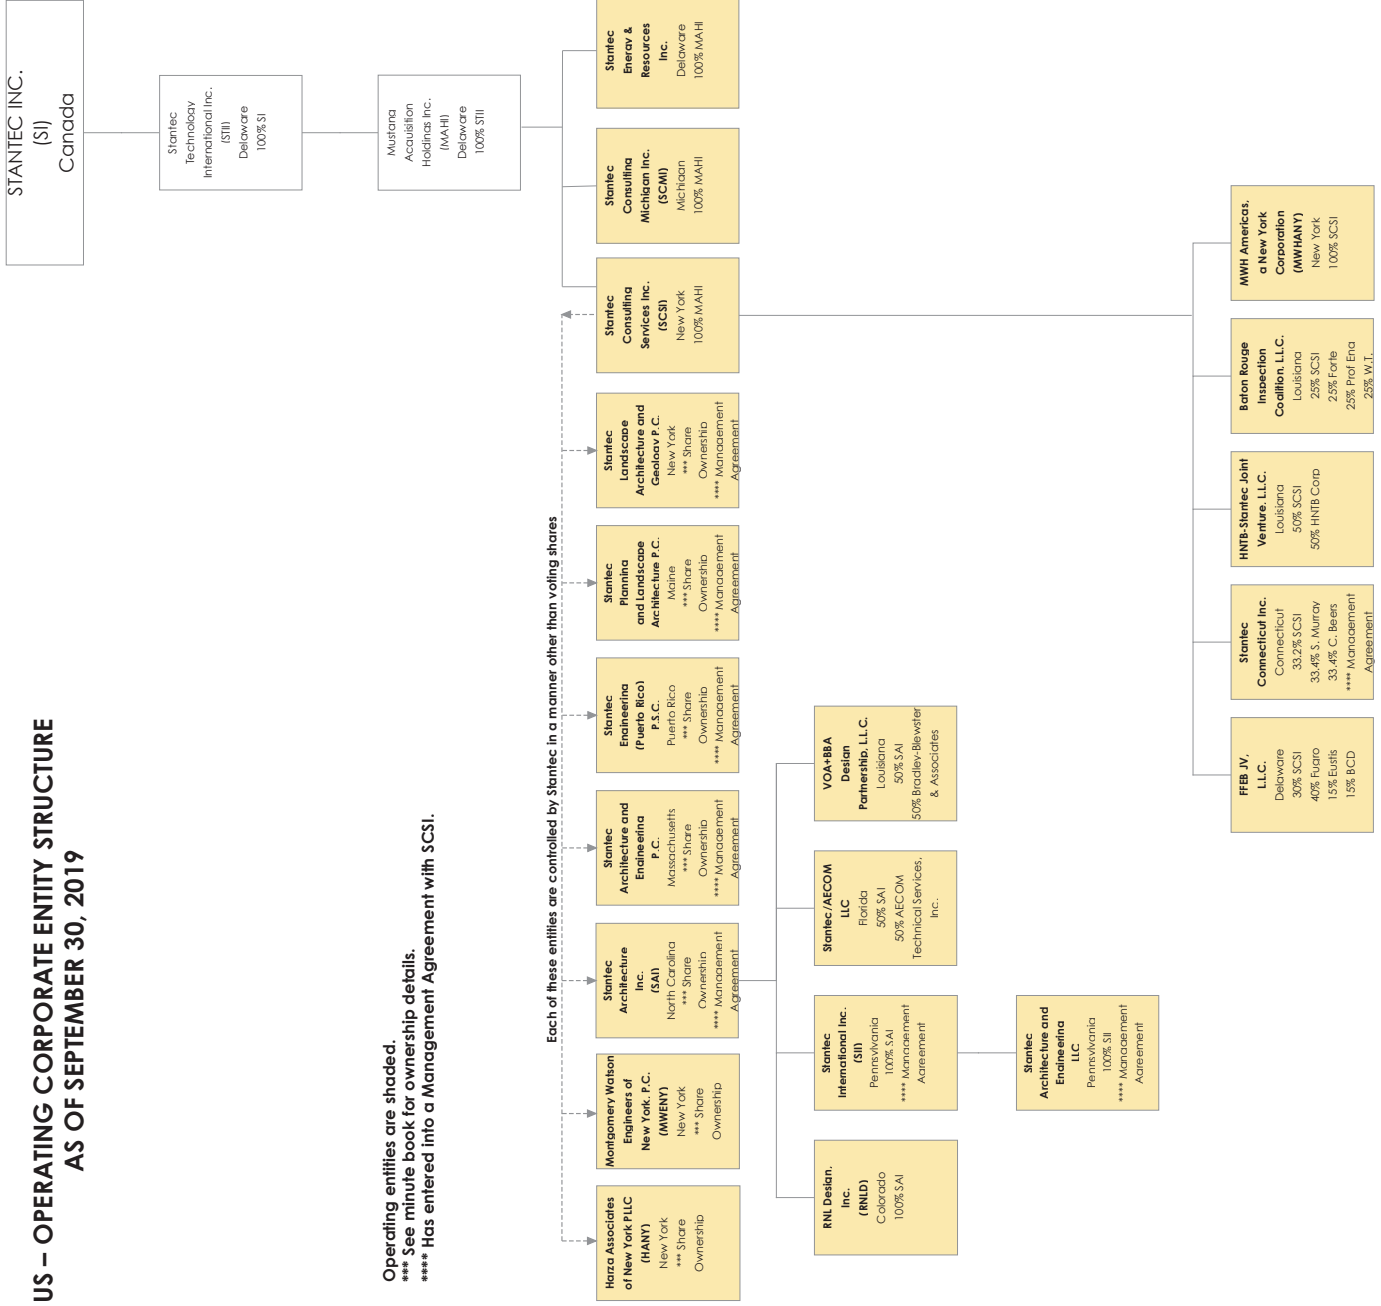 US – OPERATING CORPORATE ENTITY STRUCTURE
AS OF SEPTEMBER 30, 2019
STANTEC INC.
(SI)
Canada
Stantec
Technology
International Inc.
(STII)
Delaware
100% SI
Operating entities are shaded.
*** See minute book for ownership details.
**** Has entered into a Management Agreement with SCSI.
Mustang
Acquisition
Holdings Inc.
(MAHI)
Delaware
100% STII
Each of these entities are controlled by Stantec in a manner other than voting shares
Harza Associates
of New York PLLC
(HANY)
New York
*** Share
Ownership
Montgomery Watson
Engineers of
New York, P.C.
(MWENY)
New York
*** Share
Ownership
Stantec
Architecture
Inc.
(SAI)
North Carolina
*** Share
Ownership
**** Management
Agreement
Stantec
Architecture and
Engineering
P.C.
Massachusetts
*** Share
Ownership
**** Management
Agreement
Stantec
Engineering
(Puerto Rico)
P.S.C.
Puerto Rico
*** Share
Ownership
**** Management
Agreement
Stantec
Planning
and Landscape
Architecture P.C.
Maine
*** Share
Ownership
**** Management
Agreement
Stantec
Landscape
Architecture and
Geology P.C.
New York
*** Share
Ownership
**** Management
Agreement
Stantec
Consulting
Services Inc.
(SCSI)
New York
100% MAHI
Stantec
Consulting
Michigan Inc.
(SCMI)
Michigan
100% MAHI
Stantec
Energy &
Resources
Inc.
Delaware
100% MAHI
RNL Design,
Inc.
(RNLD)
Colorado
100% SAI
Stantec
International Inc.
(SII)
Pennsylvania
100% SAI
**** Management
Agreement
Stantec/AECOM
LLC
Florida
50% SAI
50% AECOM
Technical Services,
Inc.
VOA+BBA
Design
Partnership, L.L.C.
Louisiana
50% SAI
50% Bradley-Blewster
& Associates
Stantec
Architecture and
Engineering
LLC
Pennsylvania
100% SII
**** Management
Agreement
FFEB JV,
L.L.C.
Delaware
30% SCSI
40% Fugro
15% Eustis
15% BCD
Stantec
Connecticut Inc.
Connecticut
33.2% SCSI
33.4% S. Murray
33.4% C. Beers
**** Management
Agreement
HNTB-Stantec Joint
Venture, L.L.C.
Louisiana
50% SCSI
50% HNTB Corp
Baton Rouge
Inspection
Coalition, L.L.C.
Louisiana
25% SCSI
25% Forte
25% Prof Eng
25% W.T.
MWH Americas,
a New York
Corporation
(MWHANY)
New York
100% SCSI